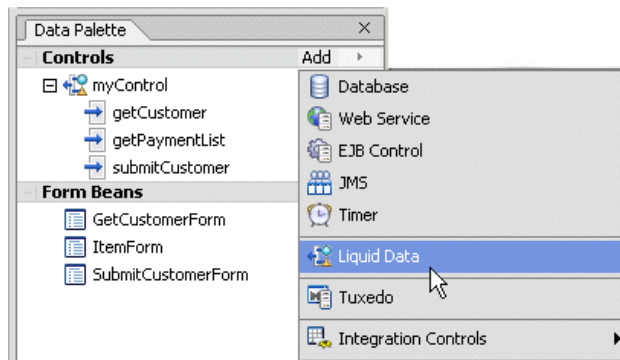 Data Palette
Controls Add
myControl
getCustomer
getPaymentList
submitCustomer
Form Beans
GetCustomerForm
ItemForm
SubmitCustomerForm
Database
Web Service
EJB Control
JMS
Timer
Liquid Data
Tuxedo
Integration Controls